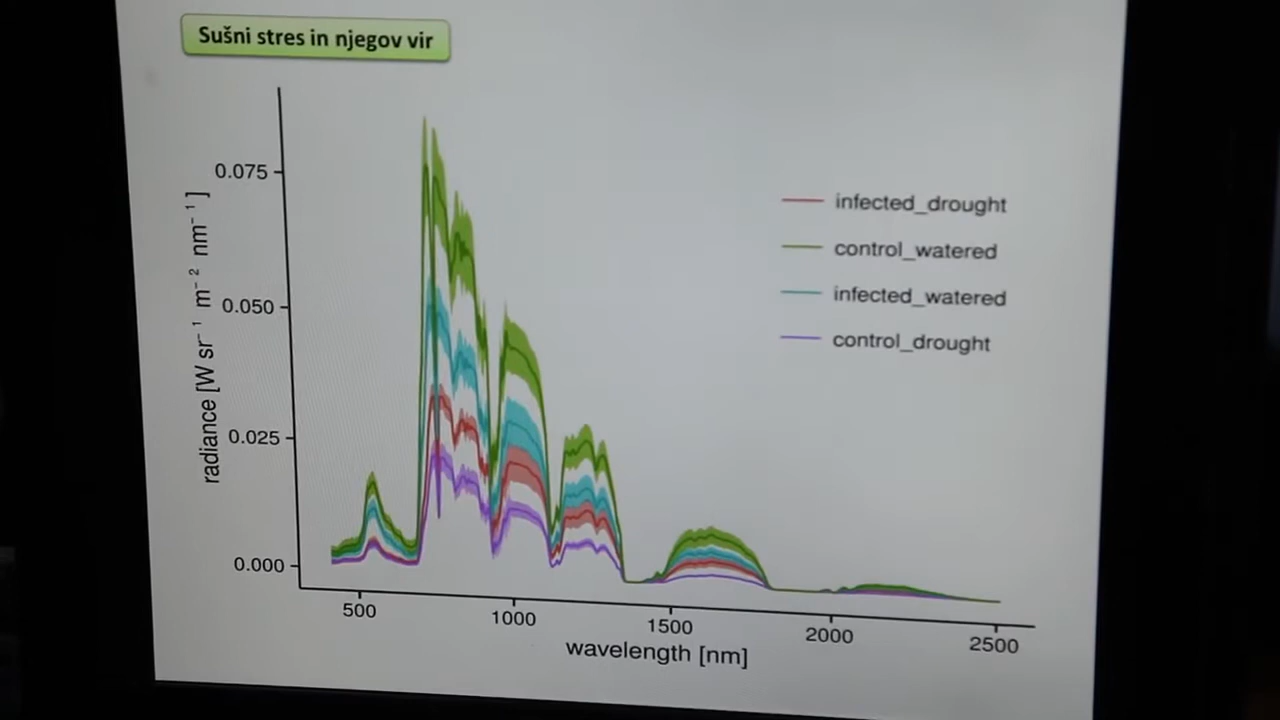 Sušni stres in njegov vir
0.075
0.050
0.025
0.000
radiance [W sr⁻¹ m⁻² nm⁻¹]
infected_drought
control_watered
infected_watered
control_drought
500
1000
1500
2000
2500
wavelength [nm]